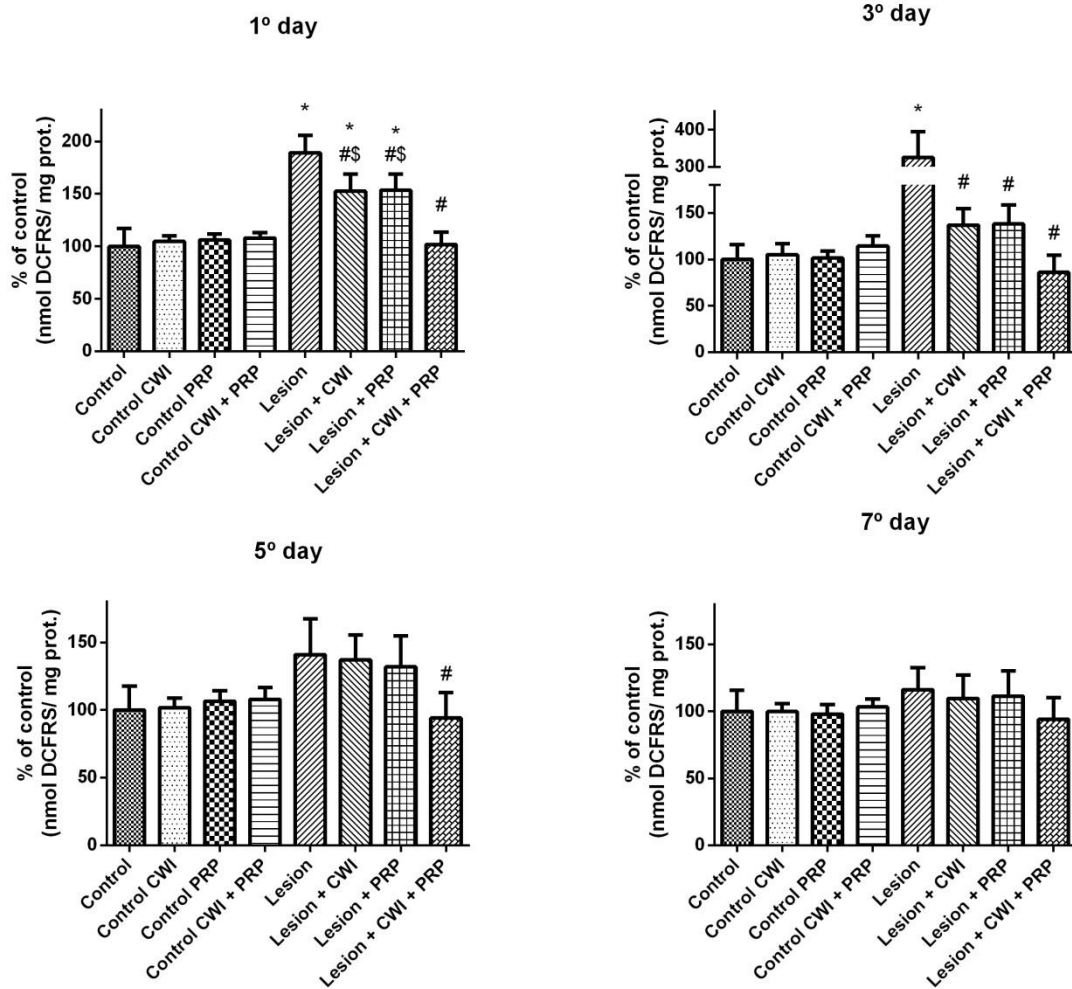 1º day
% of control
(nmol DCFRS/ mg prot.)
200
150
100
50
0
*
*
#$
*
#$
#
Control
Control CWI
Control PRP
Control CWI + PRP
Lesion
Lesion + CWI
Lesion + PRP
Lesion + CWI + PRP
3º day
% of control
(nmol DCFRS/ mg prot.)
400
300
150
100
50
0
*
#
#
#
Control
Control CWI
Control PRP
Control CWI + PRP
Lesion
Lesion + CWI
Lesion + PRP
Lesion + CWI + PRP
5º day
% of control
(nmol DCFRS/ mg prot.)
150
100
50
0
#
Control
Control CWI
Control PRP
Control CWI + PRP
Lesion
Lesion + CWI
Lesion + PRP
Lesion + CWI + PRP
7º day
% of control
(nmol DCFRS/ mg prot.)
150
100
50
0
Control
Control CWI
Control PRP
Control CWI + PRP
Lesion
Lesion + CWI
Lesion + PRP
Lesion + CWI + PRP